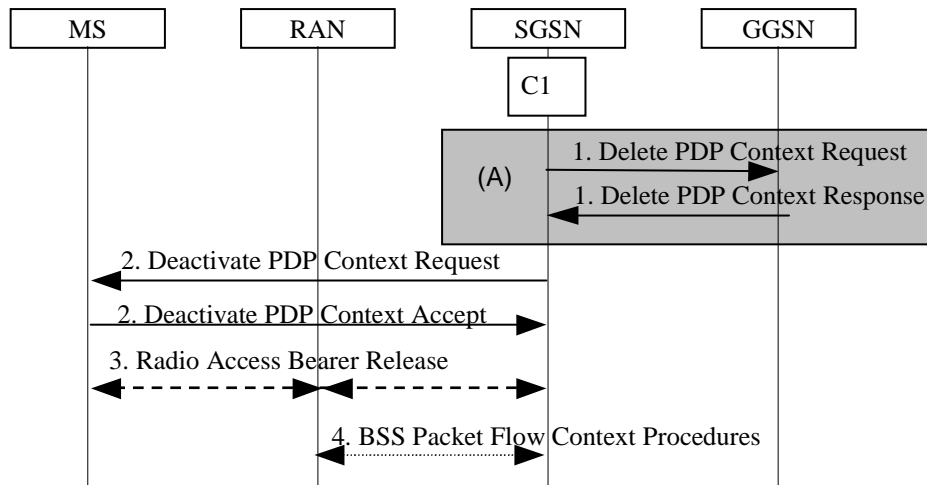 MS RAN SGSN GGSN
C1
(A)
1. Delete PDP Context Request
1. Delete PDP Context Response
2. Deactivate PDP Context Request
2. Deactivate PDP Context Accept
3. Radio Access Bearer Release
4. BSS Packet Flow Context Procedures